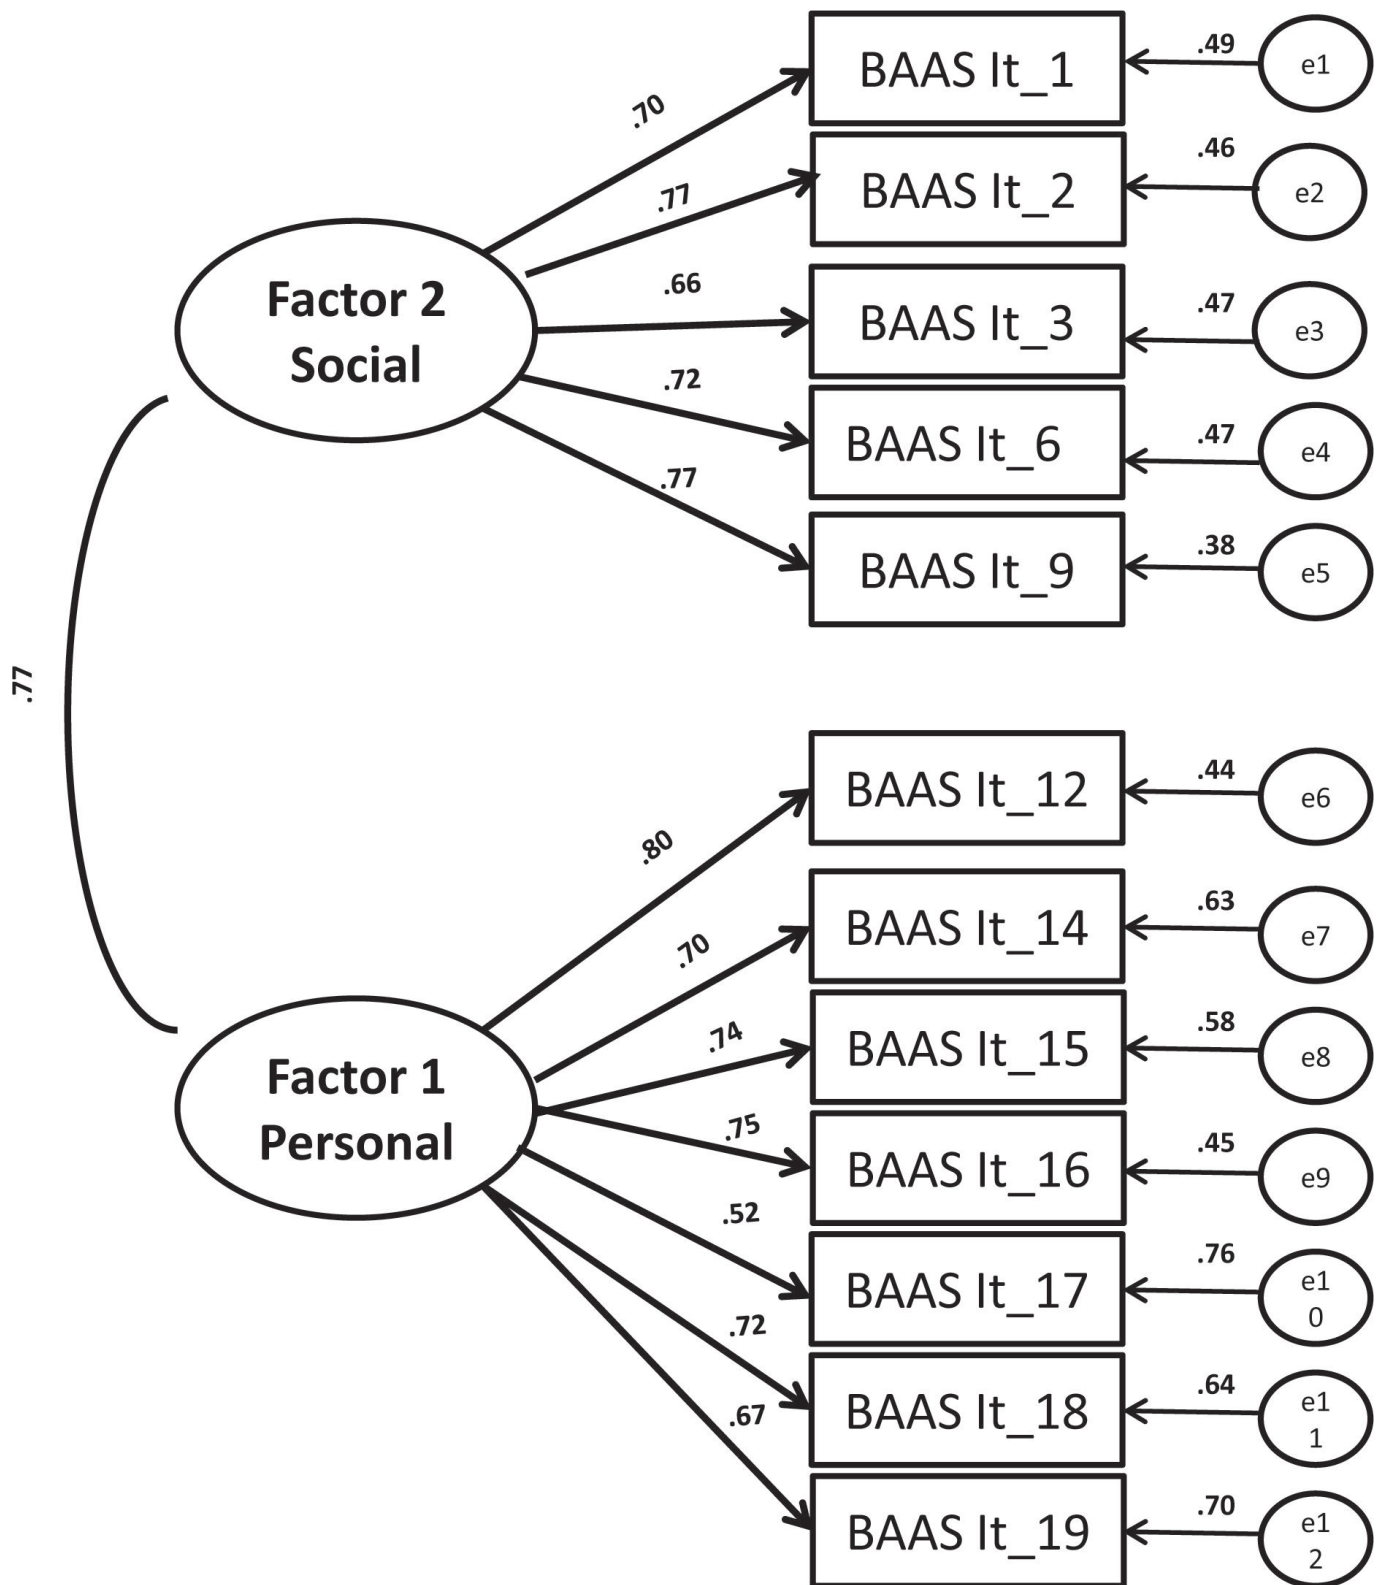 BAAS It_1
.49
e1
.70
BAAS It_2
.46
e2
.77
Factor 2
Social
.66
BAAS It_3
.47
e3
.72
BAAS It_6
.47
e4
.77
BAAS It_9
.38
e5
.77
BAAS It_12
.44
e6
.80
BAAS It_14
.63
e7
.70
Factor 1
Personal
.74
BAAS It_15
.58
e8
.75
BAAS It_16
.45
e9
.52
BAAS It_17
.76
e1
0
.72
BAAS It_18
.64
e1
1
.67
BAAS It_19
.70
e1
2